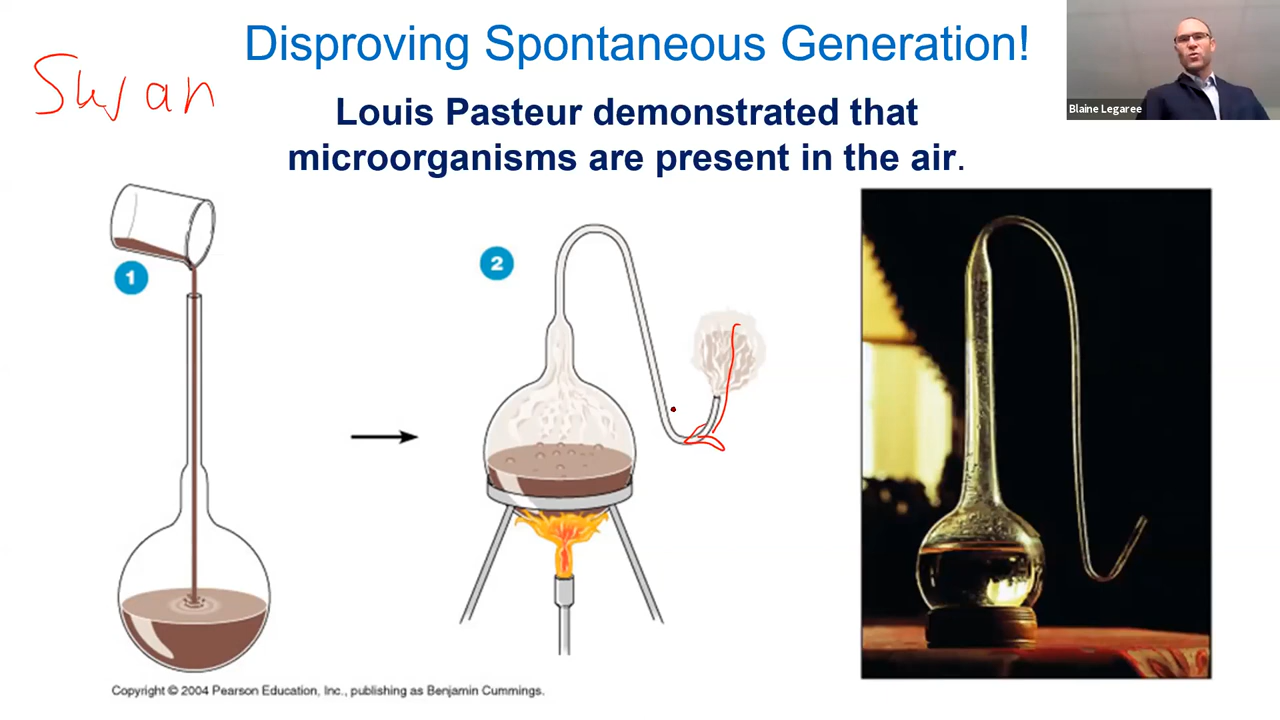 Disproving Spontaneous Generation!
Swan
Blaine Legaree
Louis Pasteur demonstrated that
microorganisms are present in the air.
1
2
Copyright © 2004 Pearson Education, Inc., publishing as Benjamin Cummings.